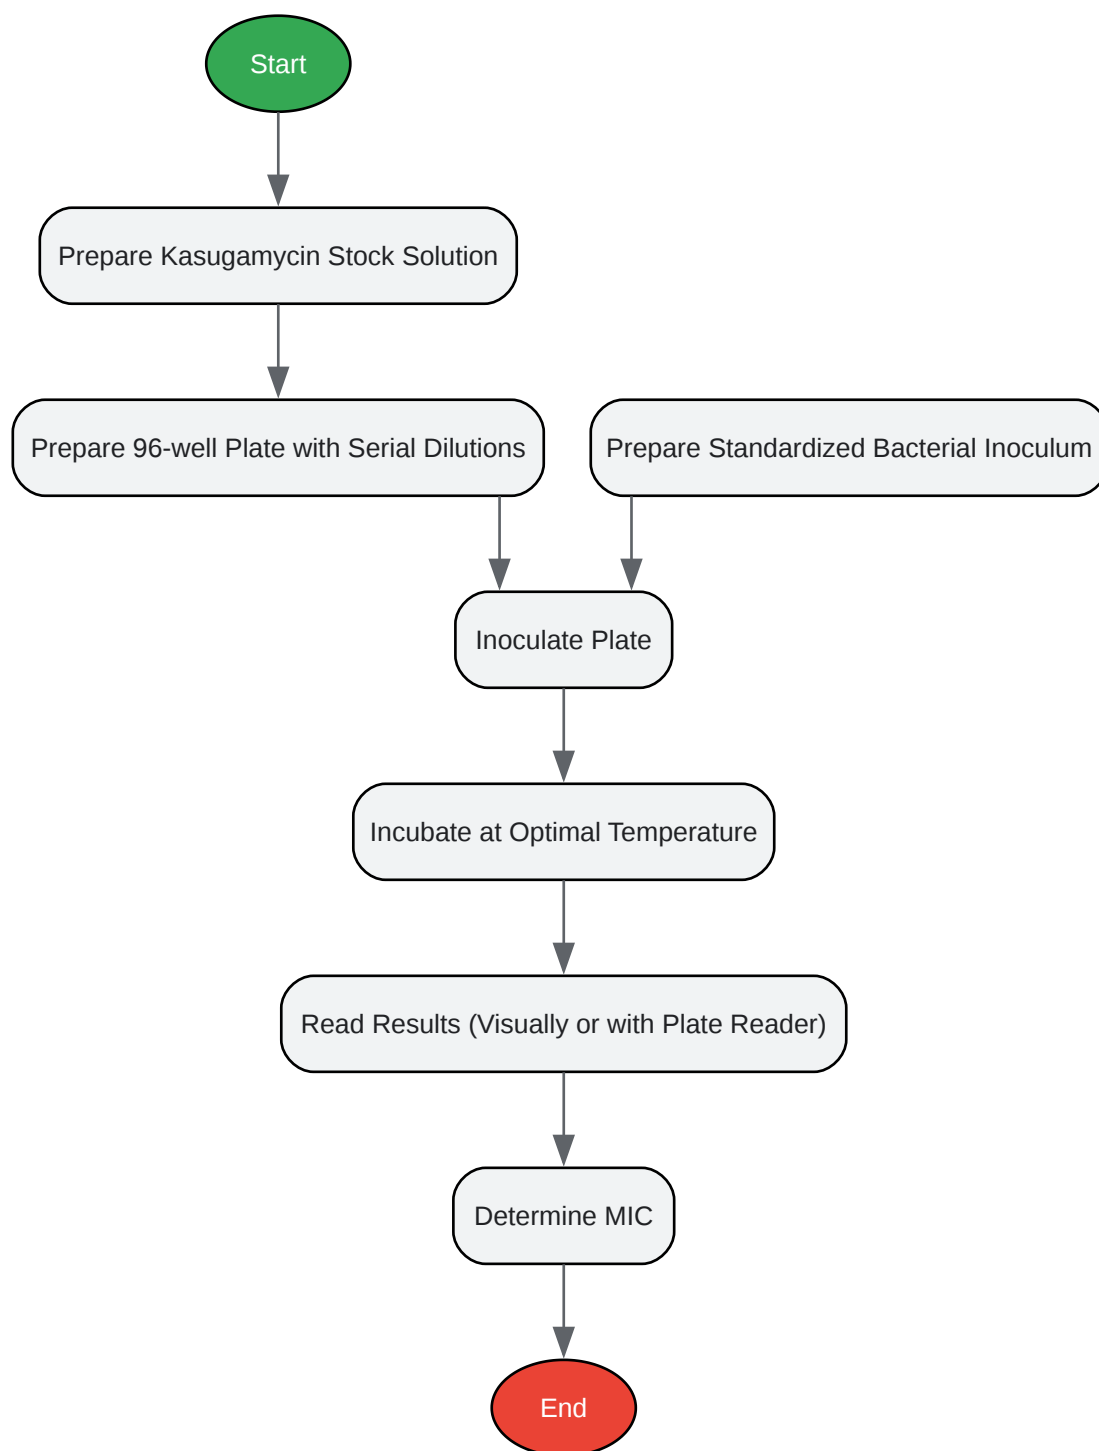 Start
Prepare Kasugamycin Stock Solution
Prepare 96-well Plate with Serial Dilutions
Prepare Standardized Bacterial Inoculum
Inoculate Plate
Incubate at Optimal Temperature
Read Results (Visually or with Plate Reader)
Determine MIC
End